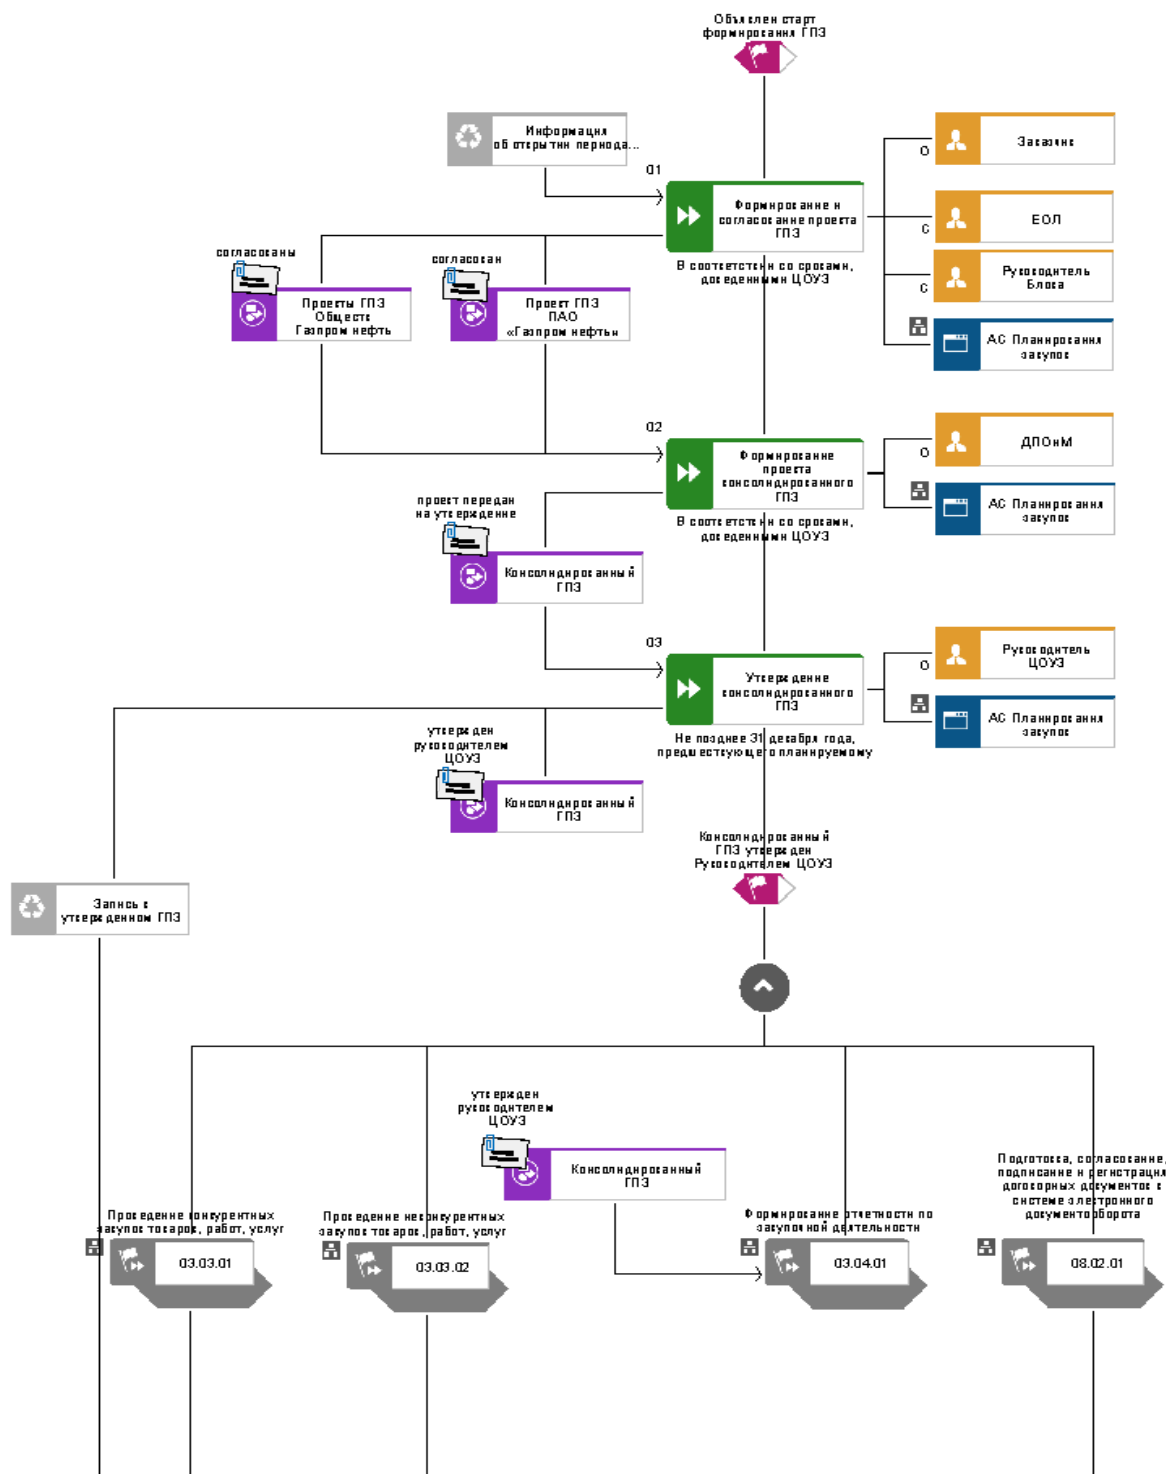 Объявлен старт
формирования ГПЗ
Информация
об открытии периода...
01
Формирование и
согласование проекта
ГПЗ
В соответствии со сроками,
доведенными ЦОУЗ
О
Заказчик
С
ЕОЛ
С
Руководитель
Блока
АС Планирования
закупок
согласованы
Проекты ГПЗ
Обществ
Газпром нефть
согласован
Проект ГПЗ
ПАО
«Газпром нефть»
02
Формирование
проекта
консолидированного
ГПЗ
В соответствии со сроками,
доведенными ЦОУЗ
О
ДПОиМ
АС Планирования
закупок
проект передан
на утверждение
Консолидированный
ГПЗ
03
Утверждение
консолидированного
ГПЗ
Не позднее 31 декабря года,
предшествующего планируемому
О
Руководитель
ЦОУЗ
АС Планирования
закупок
утвержден
руководителем
ЦОУЗ
Консолидированный
ГПЗ
Консолидированный
ГПЗ утвержден
Руководителем ЦОУЗ
Запись в
утвержденном ГПЗ
утвержден
руководителем
ЦОУЗ
Консолидированный
ГПЗ
Проведение конкурентных
закупок товаров, работ, услуг
03.03.01
Проведение неконкурентных
закупок товаров, работ, услуг
03.03.02
Формирование отчетности по
закупочной деятельности
03.04.01
Подготовка, согласование,
подписание и регистрация
договорных документов в
системе электронного
документооборота
08.02.01